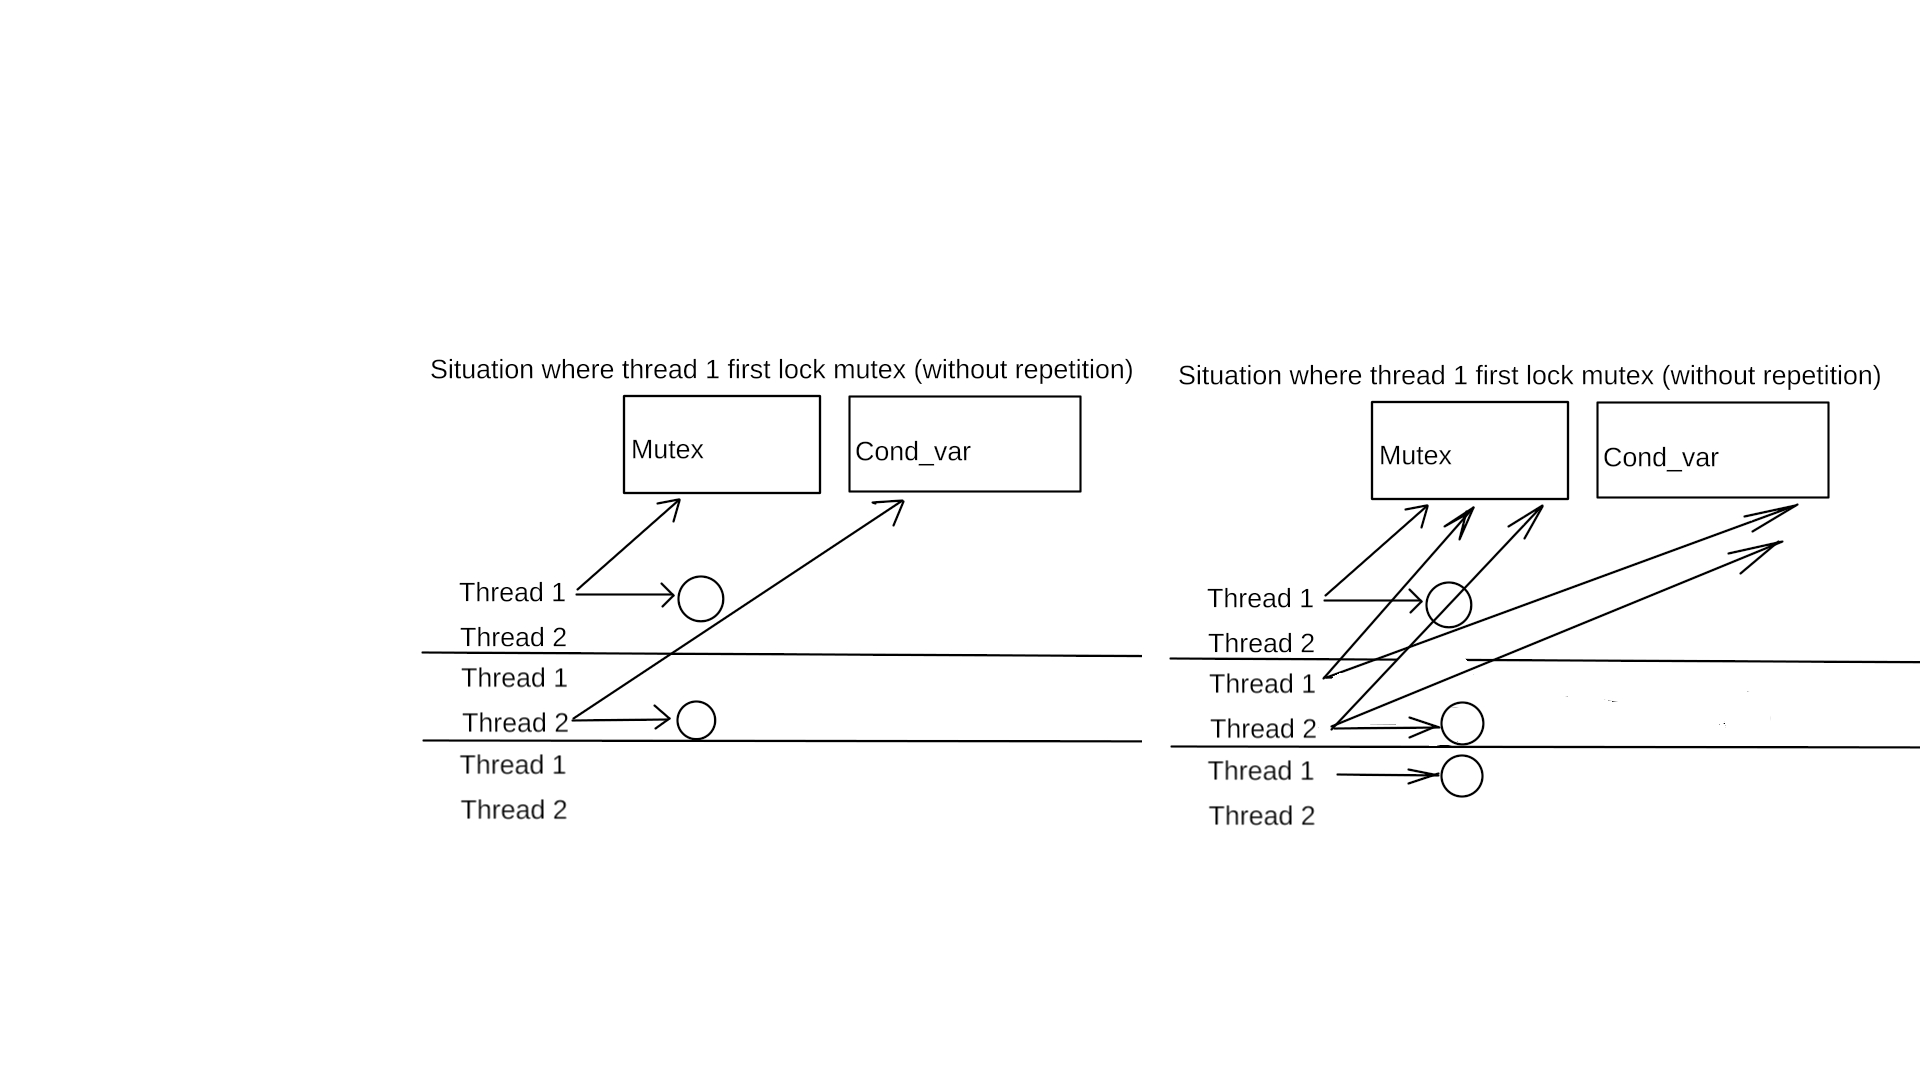 Situation where thread 1 first lock mutex (without repetition)
Mutex
Cond_var
Thread 1
Thread 2
Thread 1
Thread 2
Thread 1
Thread 2
Situation where thread 1 first lock mutex (without repetition)
Mutex
Cond_var
Thread 1
Thread 2
Thread 1
Thread 2
Thread 1
Thread 2